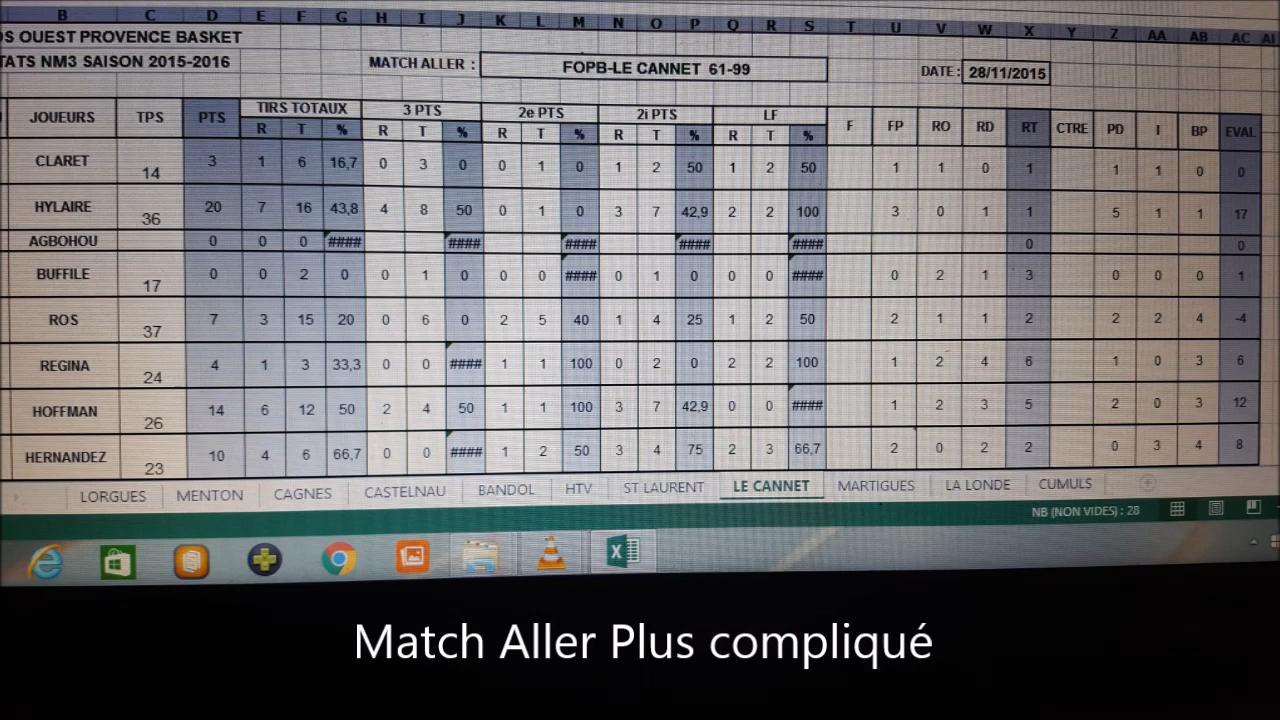 B C D E F G H I J K L M N O P Q R S T U V W X Y Z AA AB AC
OS OUEST PROVENCE BASKET
TATS NM3 SAISON 2015-2016 MATCH ALLER : FOPB-LE CANNET 61-99 DATE : 28/11/2015
JOUEURS TPS PTS TIRS TOTAUX 3 PTS 2e PTS 2i PTS LF F FP RO RD RT CTRE PD I BP EVAL
R T % R T % R T % R T % R T %
CLARET 14 3 1 6 16,7 0 3 0 0 1 0 1 2 50 1 2 50 1 1 0 1 1 1 0 0
HYLAIRE 36 20 7 16 43,8 4 8 50 0 1 0 3 7 42,9 2 2 100 3 0 1 1 5 1 1 17
AGBOHOU 0 0 0 #### #### #### #### #### 0 0
BUFFILE 17 0 0 2 0 0 1 0 0 0 #### 0 1 0 0 0 #### 0 2 1 3 0 0 0 1
ROS 37 7 3 15 20 0 6 0 2 5 40 1 4 25 1 2 50 2 1 1 2 2 2 4 -4
REGINA 24 4 1 3 33,3 0 0 #### 1 1 100 0 2 0 2 2 100 1 2 4 6 1 0 3 6
HOFFMAN 26 14 6 12 50 2 4 50 1 1 100 3 7 42,9 0 0 #### 1 2 3 5 2 0 3 12
HERNANDEZ 23 10 4 6 66,7 0 0 #### 1 2 50 3 4 75 2 3 66,7 2 0 2 2 0 3 4 8
LORGUES MENTON CAGNES CASTELNAU BANDOL HTV ST LAURENT LE CANNET MARTIGUES LA LONDE CUMULS
NB (NON VIDES) : 28
Match Aller Plus compliqué